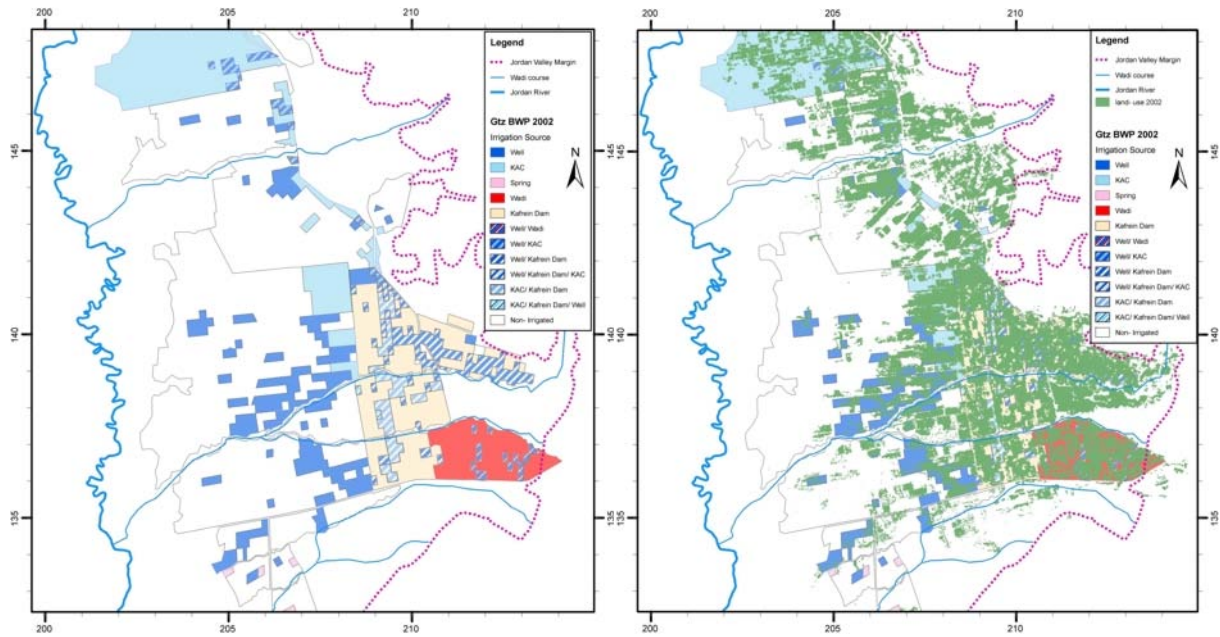 200 205 210
Legend
Jordan Valley Margin
Wadi course
Jordan River
Gtz BWP 2002
Irrigation Source
Well
KAC
Spring
Wadi
Kafrein Dam
Well/ Wadi
Well/ KAC
Well/ Kafrein Dam
Well/ Kafrein Dam/ KAC
KAC/ Kafrein Dam
KAC/ Kafrein Dam/ Well
Non- Irrigated
N
145
140
135
200 205 210
200 205 210
Legend
Jordan Valley Margin
Wadi course
Jordan River
land- use 2002
Gtz BWP 2002
Irrigation Source
Well
KAC
Spring
Wadi
Kafrein Dam
Well/ Wadi
Well/ KAC
Well/ Kafrein Dam
Well/ Kafrein Dam/ KAC
KAC/ Kafrein Dam
KAC/ Kafrein Dam/ Well
Non- Irrigated
N
145
145
140
140
135
135
200 205 210